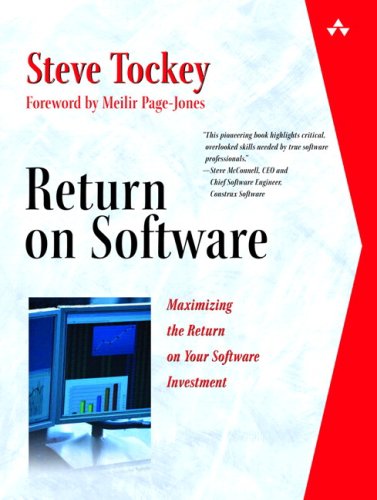 Steve Tockey
Foreword by Meilir Page-Jones
"This pioneering book highlights critical,
overlooked skills needed by true software
professionals."
—Steve McConnell, CEO and
Chief Software Engineer,
Construx Software
Return
on Software
Maximizing
the Return
on Your Software
Investment